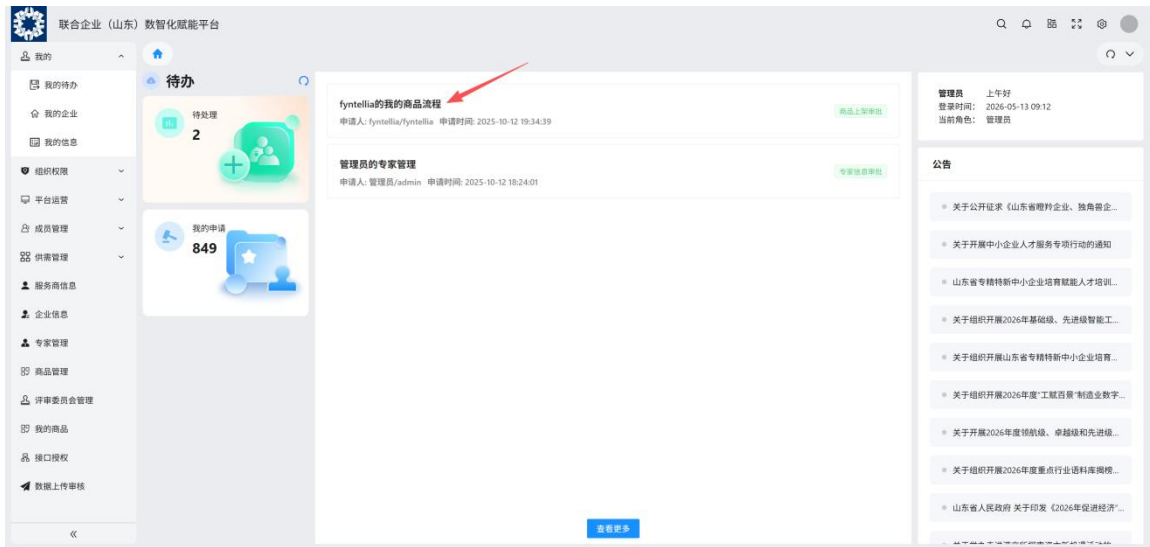 联合企业（山东）数智化赋能平台
我的
我的待办
我的企业
我的信息
组织权限
平台运营
成员管理
供需管理
服务商信息
企业信息
专家管理
商品管理
评审委员会管理
我的商品
接口授权
数据上传审核
«
待办
待处理
2
我的申请
849
fyntellia的我的商品流程
申请人: fyntellia/fyntellia 申请时间: 2025-10-12 19:34:39
商品上架审批
管理员的专家管理
申请人: 管理员/admin 申请时间: 2025-10-12 18:24:01
专家信息审批
查看更多
管理员 上午好
登录时间: 2026-05-13 09:12
当前角色: 管理员
公告
关于公开征求《山东省瞪羚企业、独角兽企...
关于开展中小企业人才服务专项行动的通知
山东省专精特新中小企业培育赋能人才培训...
关于组织开展2026年基础级、先进级智能工...
关于组织开展山东省专精特新中小企业培育...
关于组织开展2026年度"工赋百景"制造业数字...
关于开展2026年度领航级、卓越级和先进级...
关于组织开展2026年度重点行业语料库揭榜...
山东省人民政府 关于印发《2026年促进经济"...